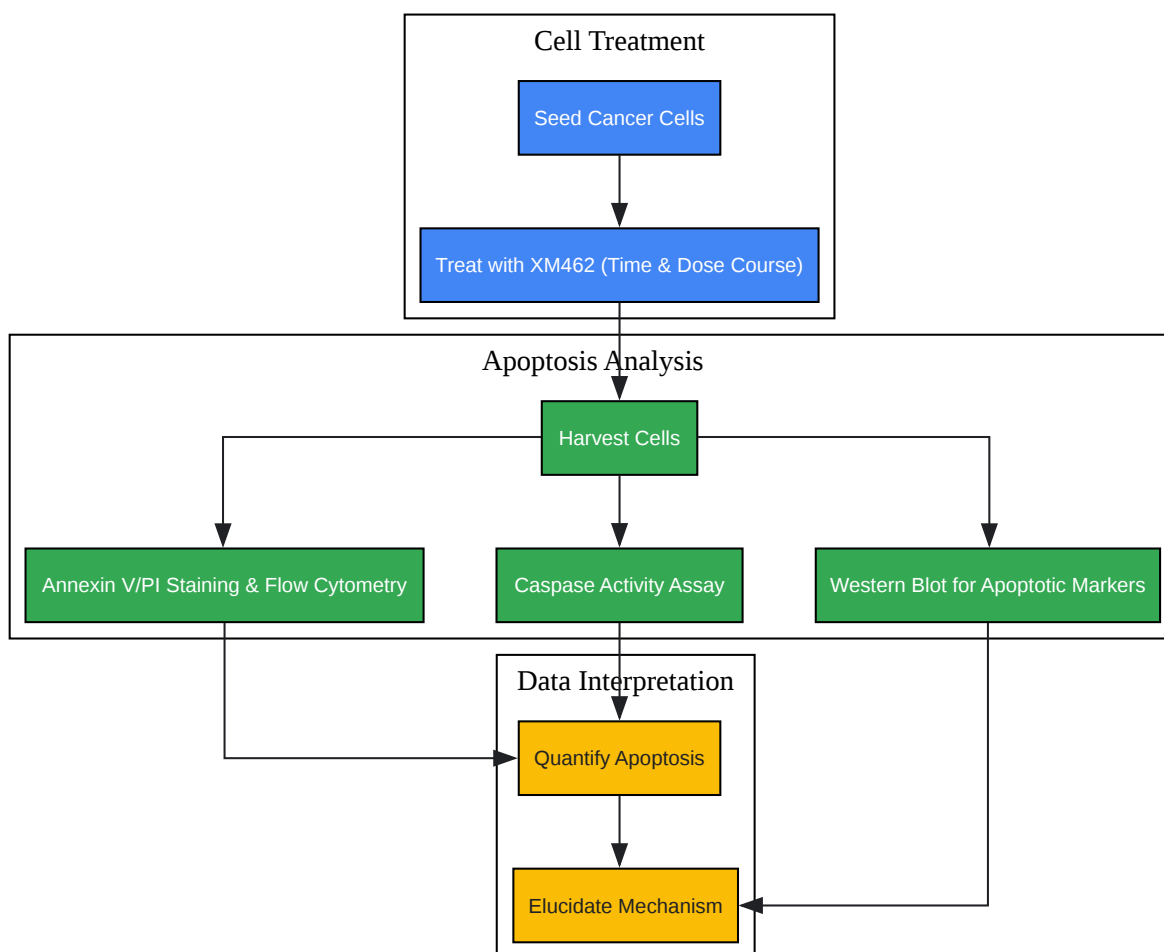 Cell Treatment
Seed Cancer Cells
Treat with XM462 (Time & Dose Course)
Apoptosis Analysis
Harvest Cells
Annexin V/PI Staining & Flow Cytometry
Caspase Activity Assay
Western Blot for Apoptotic Markers
Data Interpretation
Quantify Apoptosis
Elucidate Mechanism